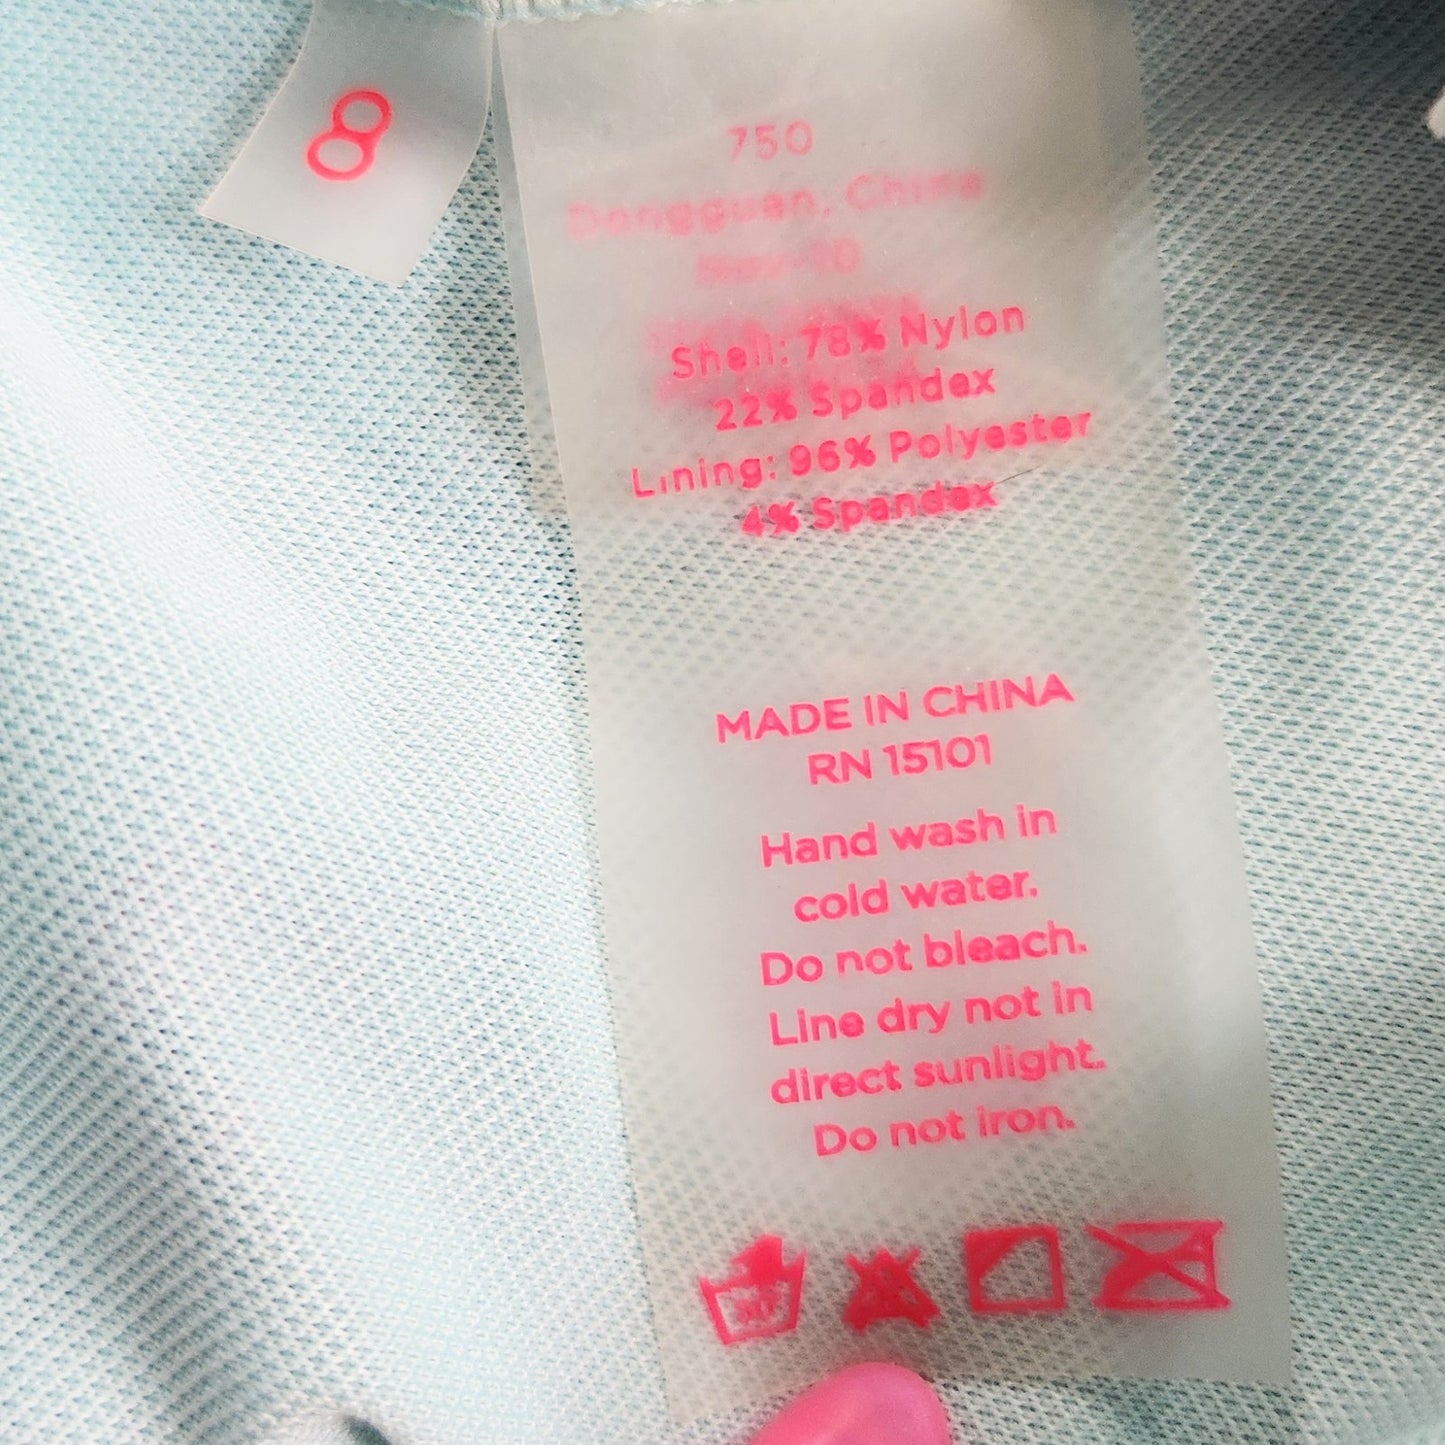 8
750
Dongguan, China
Shell: 78% Nylon
22% Spandex
Lining: 96% Polyester
4% Spandex
MADE IN CHINA
RN 15101
Hand wash in
cold water.
Do not bleach.
Line dry not in
direct sunlight.
Do not iron.
30